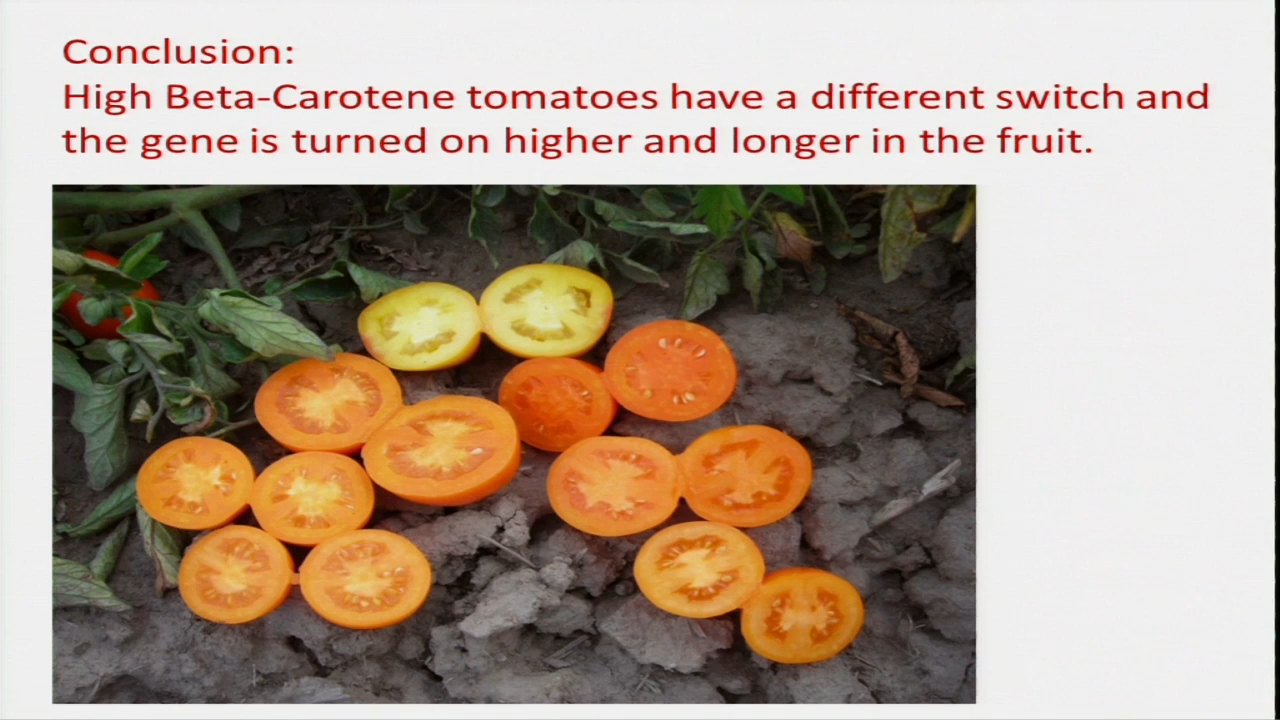 Conclusion:
High Beta-Carotene tomatoes have a different switch and
the gene is turned on higher and longer in the fruit.